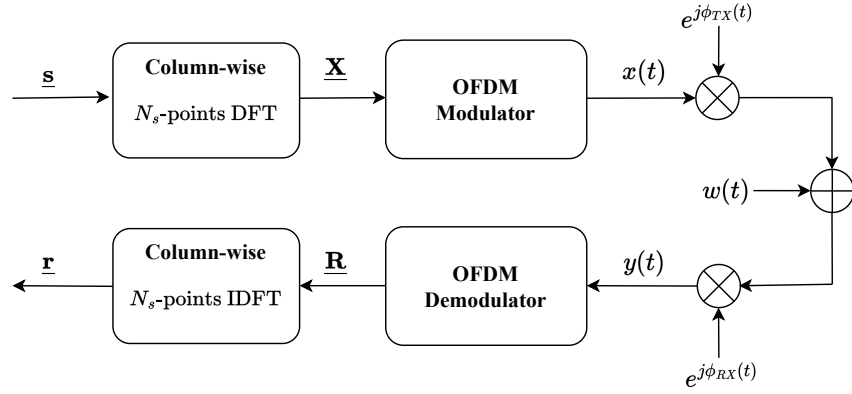 e^{jϕ_{TX}(t)}
s
Column-wise
N_s-points DFT
X
OFDM
Modulator
x(t)
w(t)
r
Column-wise
N_s-points IDFT
R
OFDM
Demodulator
y(t)
e^{jϕ_{RX}(t)}